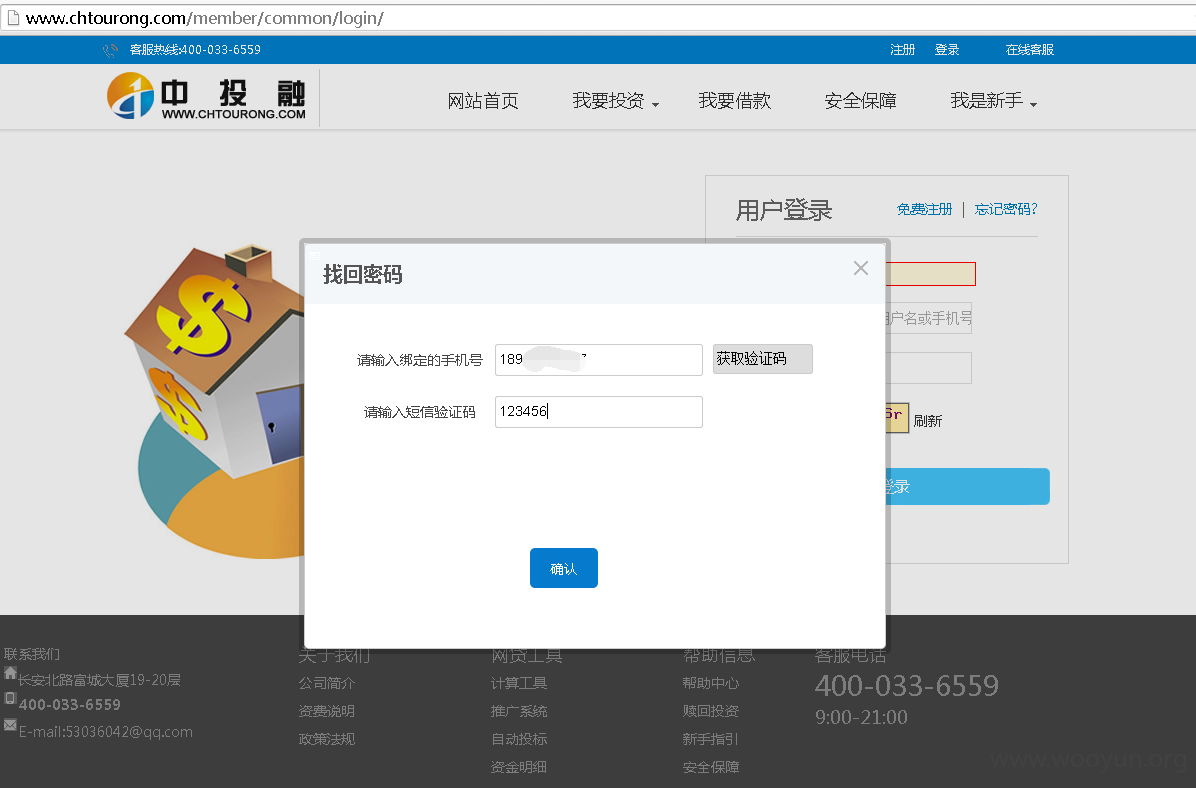 www.chtourong.com/member/common/login/
客服热线:400-033-6559
注册 登录 在线客服
中投融
WWW.CHTOURONG.COM
网站首页 我要投资 我要借款 安全保障 我是新手
用户登录 免费注册 | 忘记密码?
找回密码
户名或手机号
请输入绑定的手机号 189 获取验证码
请输入短信验证码 123456
6r 刷新
登录
确认
联系我们
长安北路富城大厦19-20层
400-033-6559
E-mail:53036042@qq.com
关于我们
公司简介
资费说明
政策法规
网贷工具
计算工具
推广系统
自动投标
资金明细
帮助信息
帮助中心
赎回投资
新手指引
安全保障
客服电话
400-033-6559
9:00-21:00
www.wooyun.org